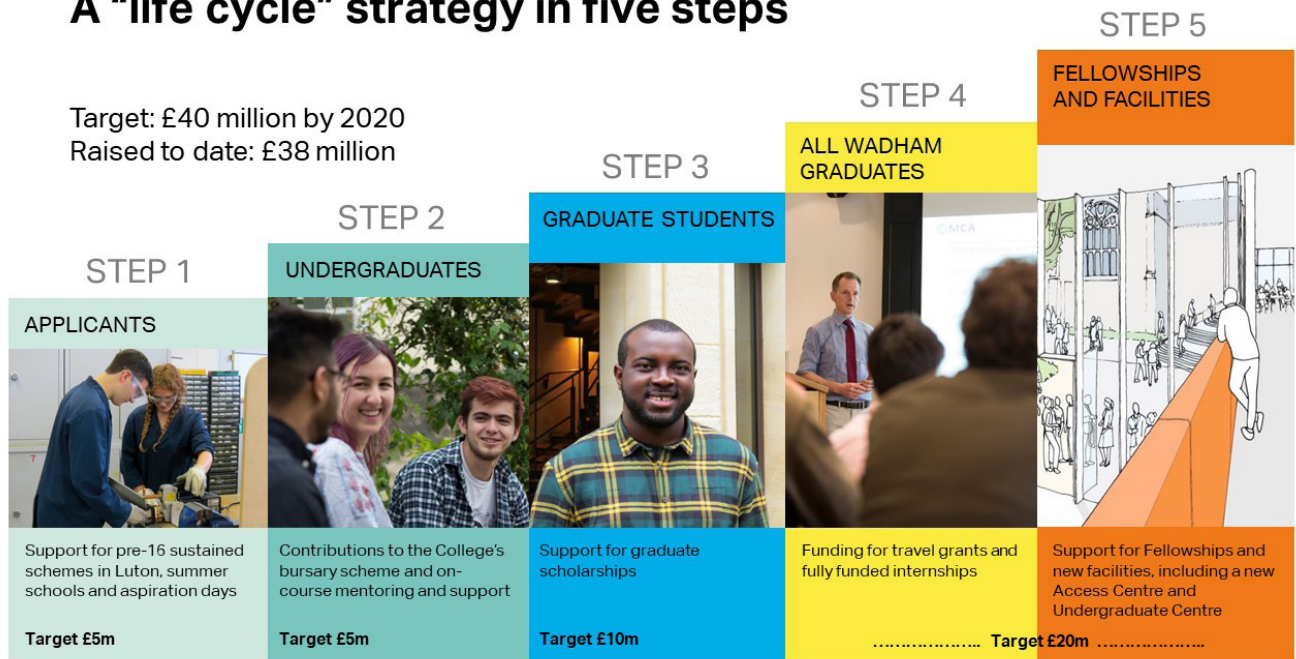 A "life cycle" strategy in five steps
Target: £40 million by 2020
Raised to date: £38 million
STEP 1
APPLICANTS
Support for pre-16 sustained
schemes in Luton, summer
schools and aspiration days
Target £5m
STEP 2
UNDERGRADUATES
Contributions to the College's
bursary scheme and on-
course mentoring and support
Target £5m
STEP 3
GRADUATE STUDENTS
Support for graduate
scholarships
Target £10m
STEP 4
ALL WADHAM
GRADUATES
MCA
Funding for travel grants and
fully funded internships
STEP 5
FELLOWSHIPS
AND FACILITIES
Support for Fellowships and
new facilities, including a new
Access Centre and
Undergraduate Centre
………………... Target £20m ………………...
7